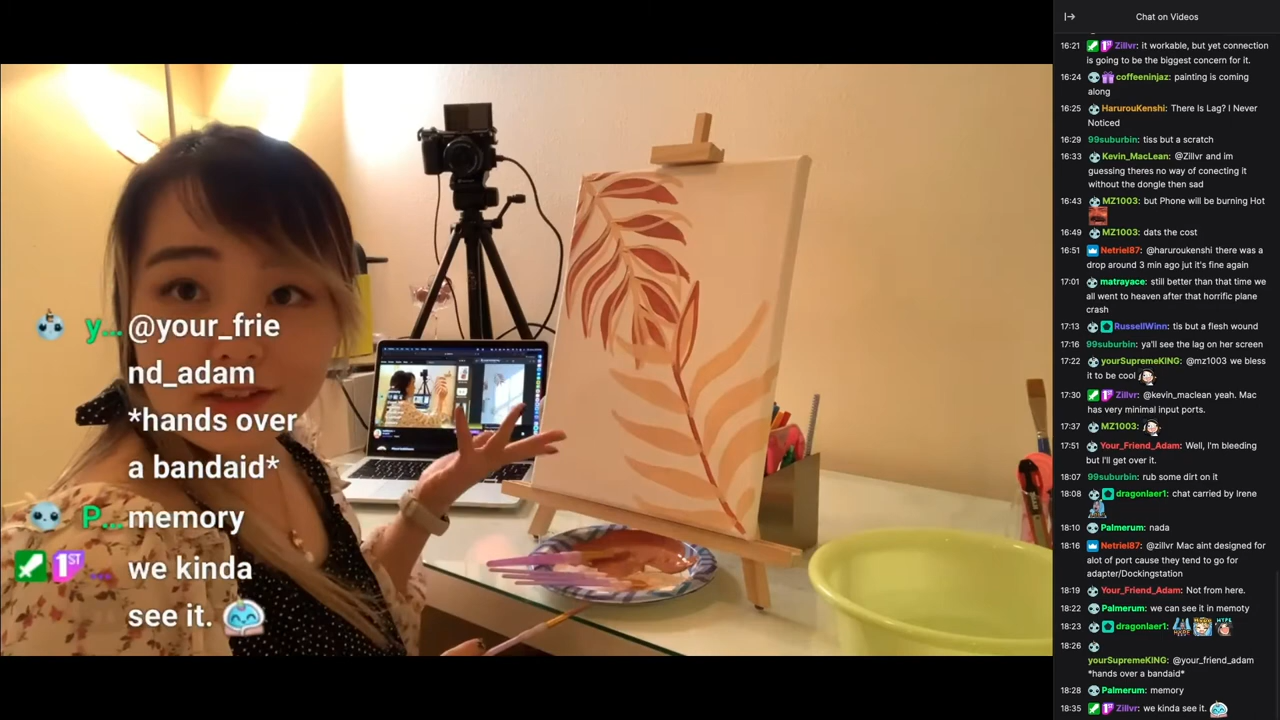 @your_frie
nd_adam
*hands over
a bandaid*
memory
we kinda
see it.
Chat on Videos
16:21 Zillvr: it workable, but yet connection
is going to be the biggest concern for it.
16:24 coffeeninjaz: painting is coming
along
16:25 HarurouKenshi: There Is Lag? I Never
Noticed
16:29 99suburbin: tiss but a scratch
16:33 Kevin_MacLean: @Zillvr and im
guessing theres no way of conecting it
without the dongle then sad
16:43 MZ1003: but Phone will be burning Hot
16:49 MZ1003: dats the cost
16:51 Netriel87: @haruroukenshi there was a
drop around 3 min ago jut it's fine again
17:01 matrayace: still better than that time we
all went to heaven after that horrific plane
crash
17:13 RussellWinn: tis but a flesh wound
17:16 99suburbin: ya'll see the lag on her screen
17:22 yourSupremeKING: @mz1003 we bless
it to be cool
17:30 Zillvr: @kevin_maclean yeah. Mac
has very minimal input ports.
17:37 MZ1003:
17:51 Your_Friend_Adam: Well, I'm bleeding
but I'll get over it.
18:07 99suburbin: rub some dirt on it
18:08 dragonlaer1: chat carried by Irene
18:10 Palmerum: nada
18:16 Netriel87: @zillvr Mac aint designed for
alot of port cause they tend to go for
adapter/Dockingstation
18:19 Your_Friend_Adam: Not from here.
18:22 Palmerum: we can see it in memoty
18:23 dragonlaer1:
18:26
yourSupremeKING: @your_friend_adam
*hands over a bandaid*
18:28 Palmerum: memory
18:35 Zillvr: we kinda see it.